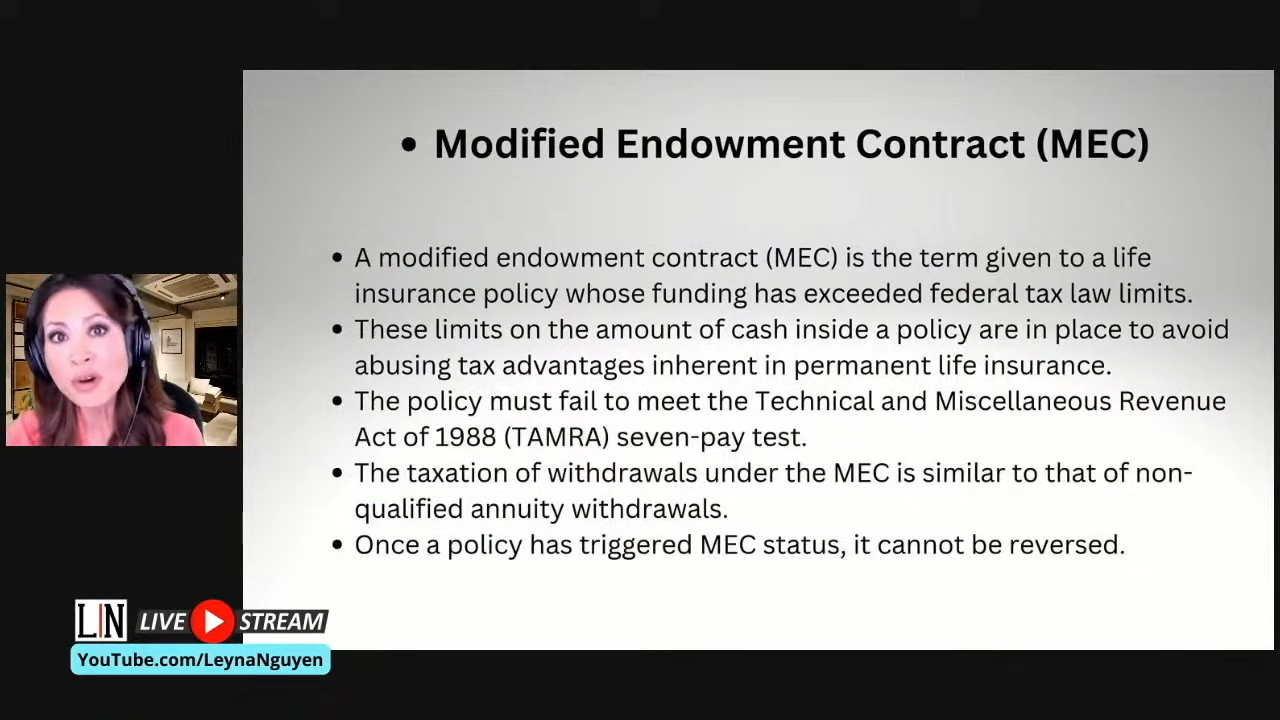 • Modified Endowment Contract (MEC)
• A modified endowment contract (MEC) is the term given to a life
insurance policy whose funding has exceeded federal tax law limits.
• These limits on the amount of cash inside a policy are in place to avoid
abusing tax advantages inherent in permanent life insurance.
• The policy must fail to meet the Technical and Miscellaneous Revenue
Act of 1988 (TAMRA) seven-pay test.
• The taxation of withdrawals under the MEC is similar to that of non-
qualified annuity withdrawals.
• Once a policy has triggered MEC status, it cannot be reversed.
LN LIVE STREAM
YouTube.com/LeynaNguyen